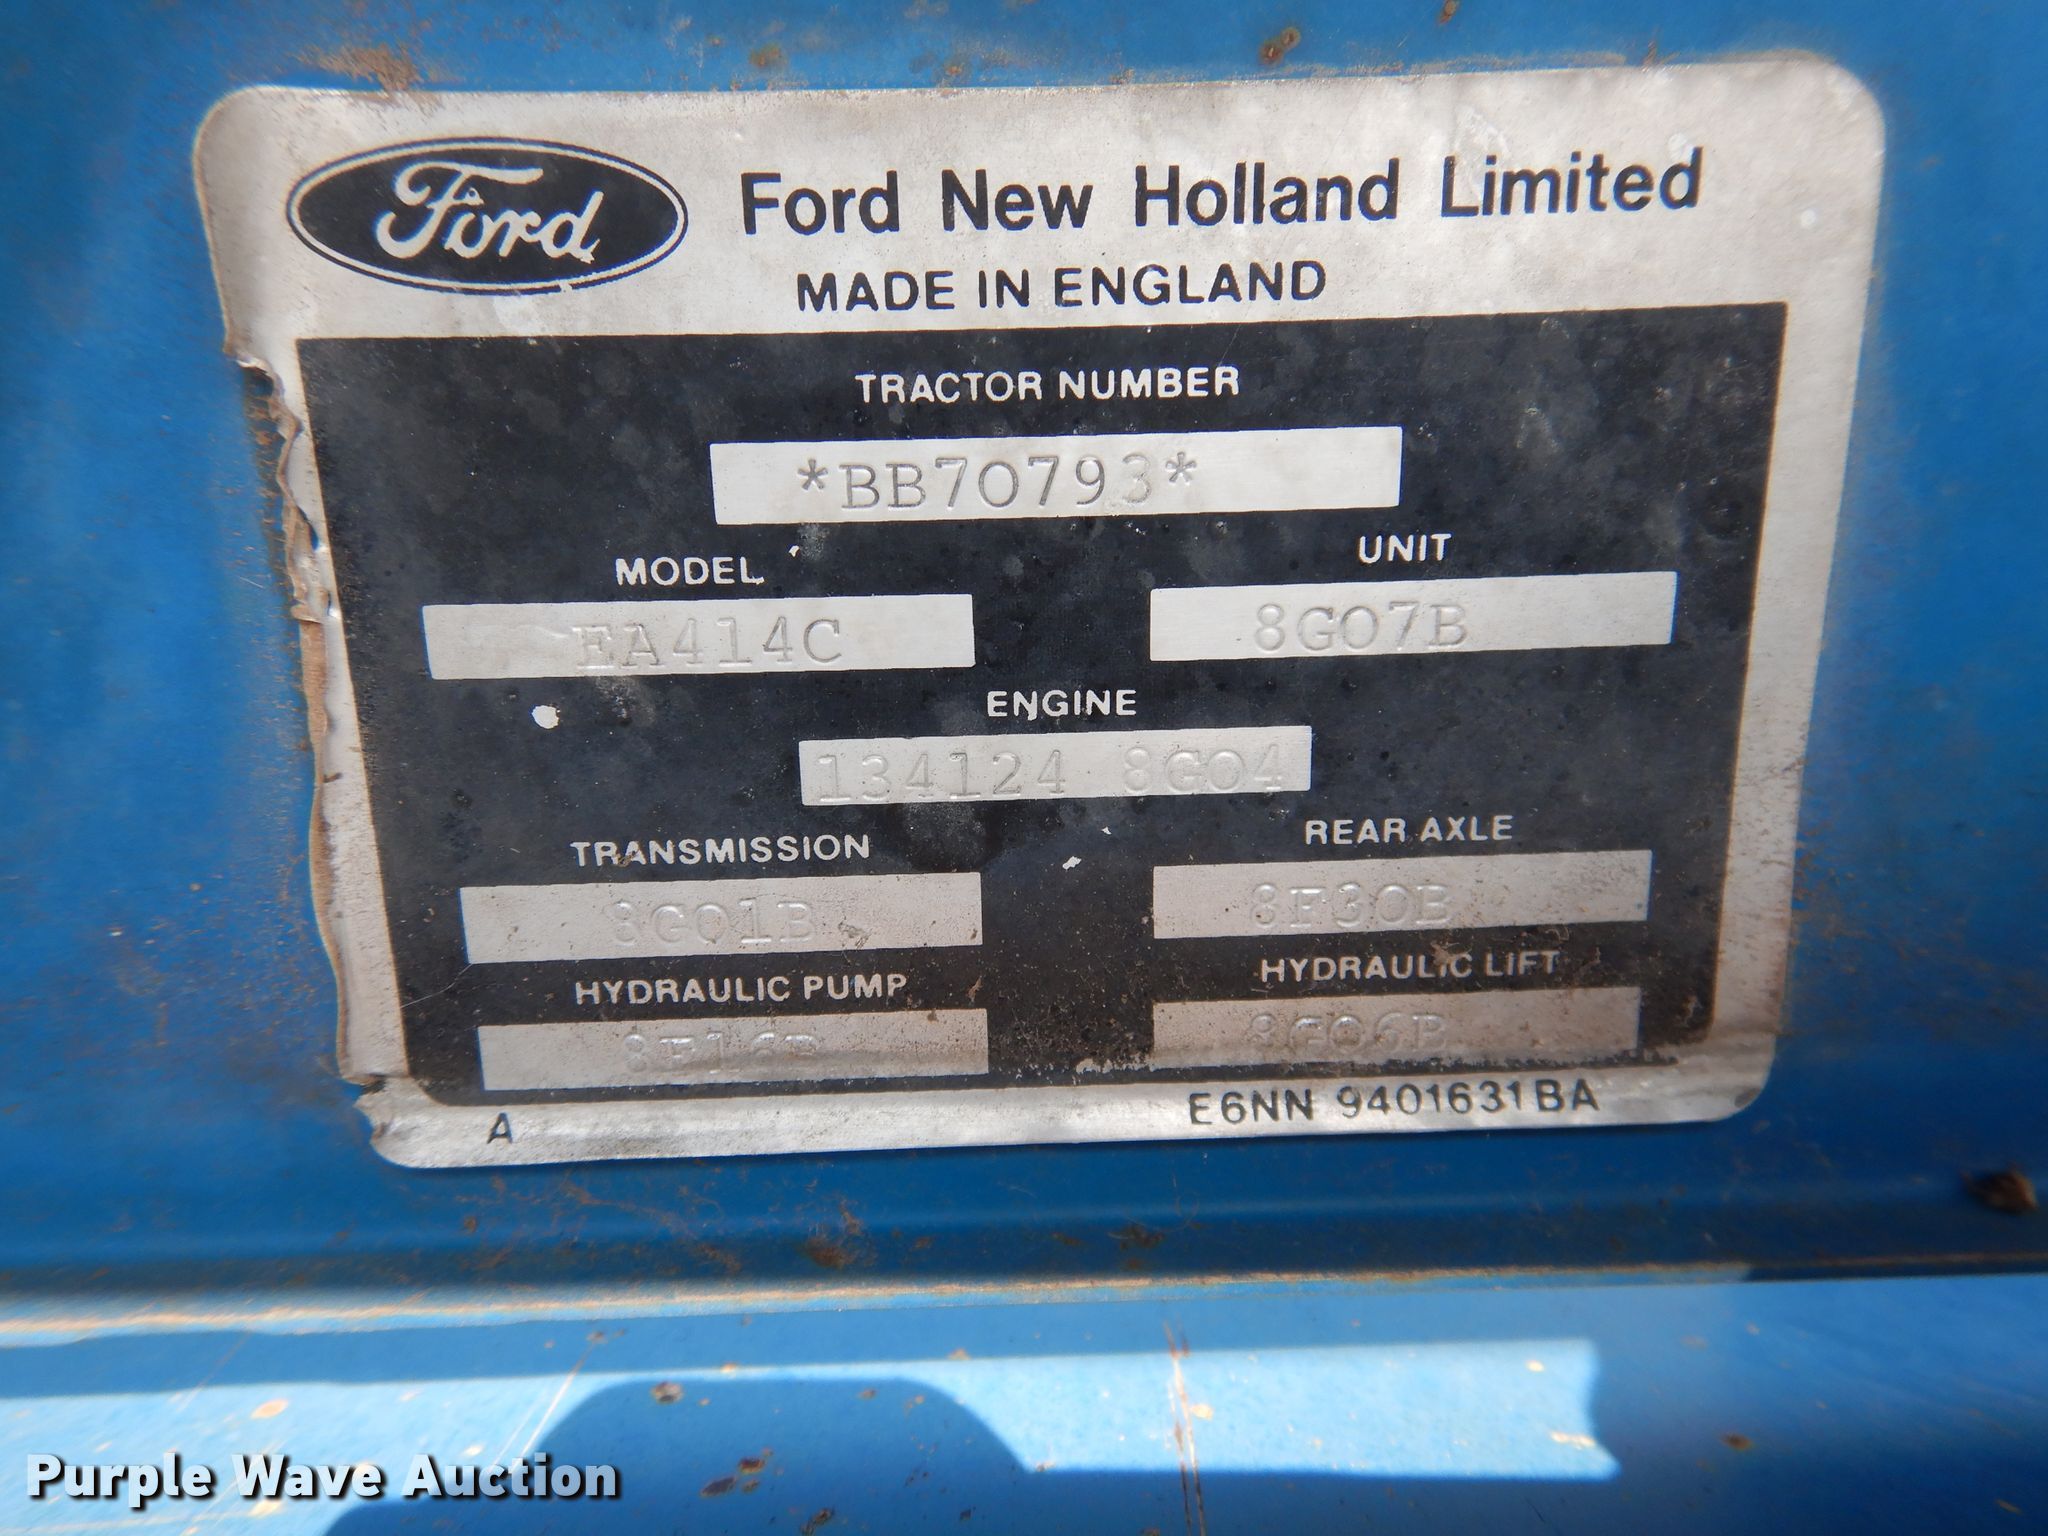 Ford
Ford New Holland Limited
MADE IN ENGLAND
TRACTOR NUMBER
*BB70793*
MODEL
UNIT
EA414C
8G07B
ENGINE
134124 8G04
TRANSMISSION
REAR AXLE
8G01B
8F30B
HYDRAULIC PUMP
HYDRAULIC LIFT
8G06B
A
E6NN 9401631BA
Purple Wave Auction